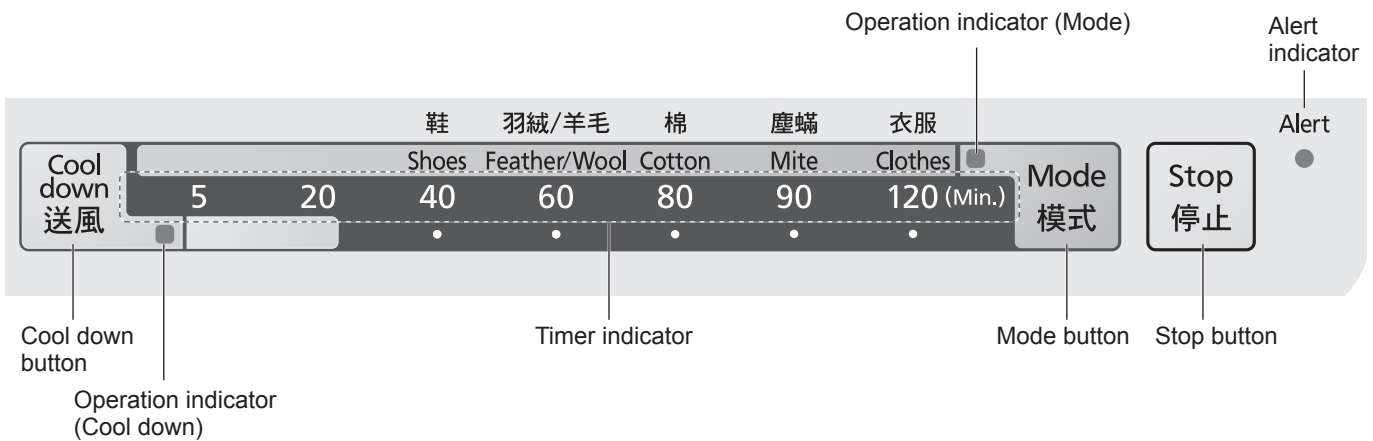 Operation indicator (Mode)
Alert
indicator
鞋 羽絨/羊毛 棉 塵蟎 衣服
Alert
Cool
down
送風
Shoes Feather/Wool Cotton Mite Clothes
5 20 40 60 80 90 120 (Min.)
Mode
模式
Stop
停止
Cool down
button
Timer indicator
Mode button
Stop button
Operation indicator
(Cool down)